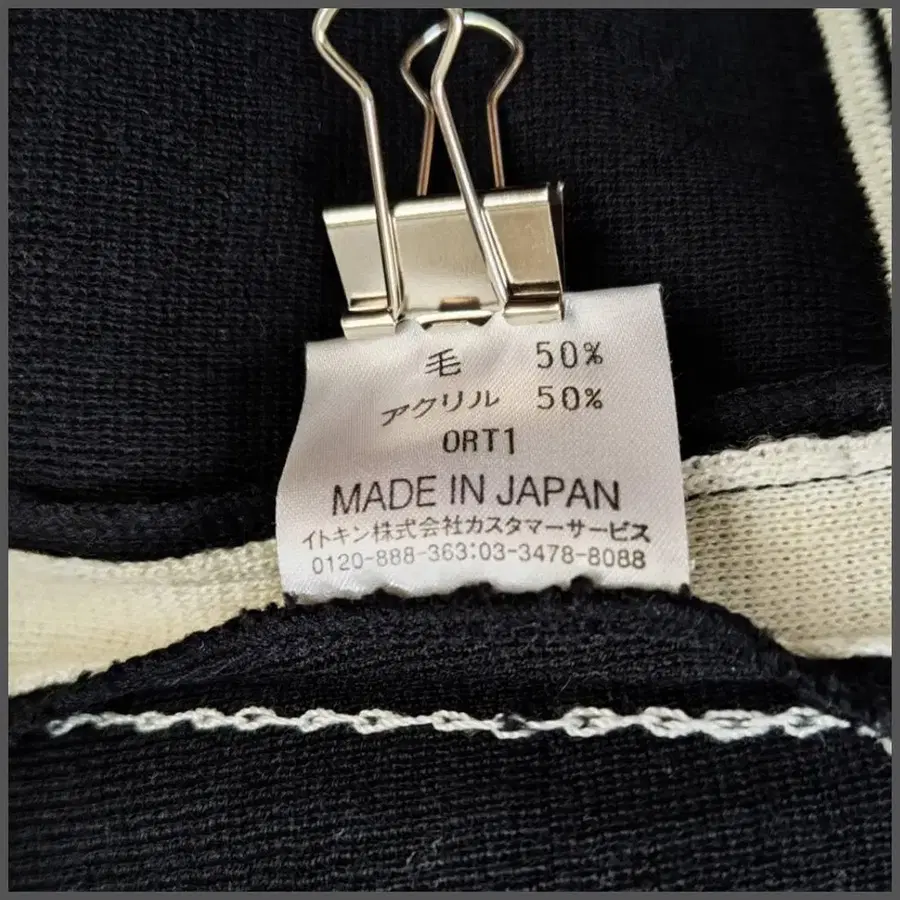 毛 50%
アクリル 50%
ORT1
MADE IN JAPAN
イトキン株式会社カスタマーサービス
0120-888-363:03-3478-8088